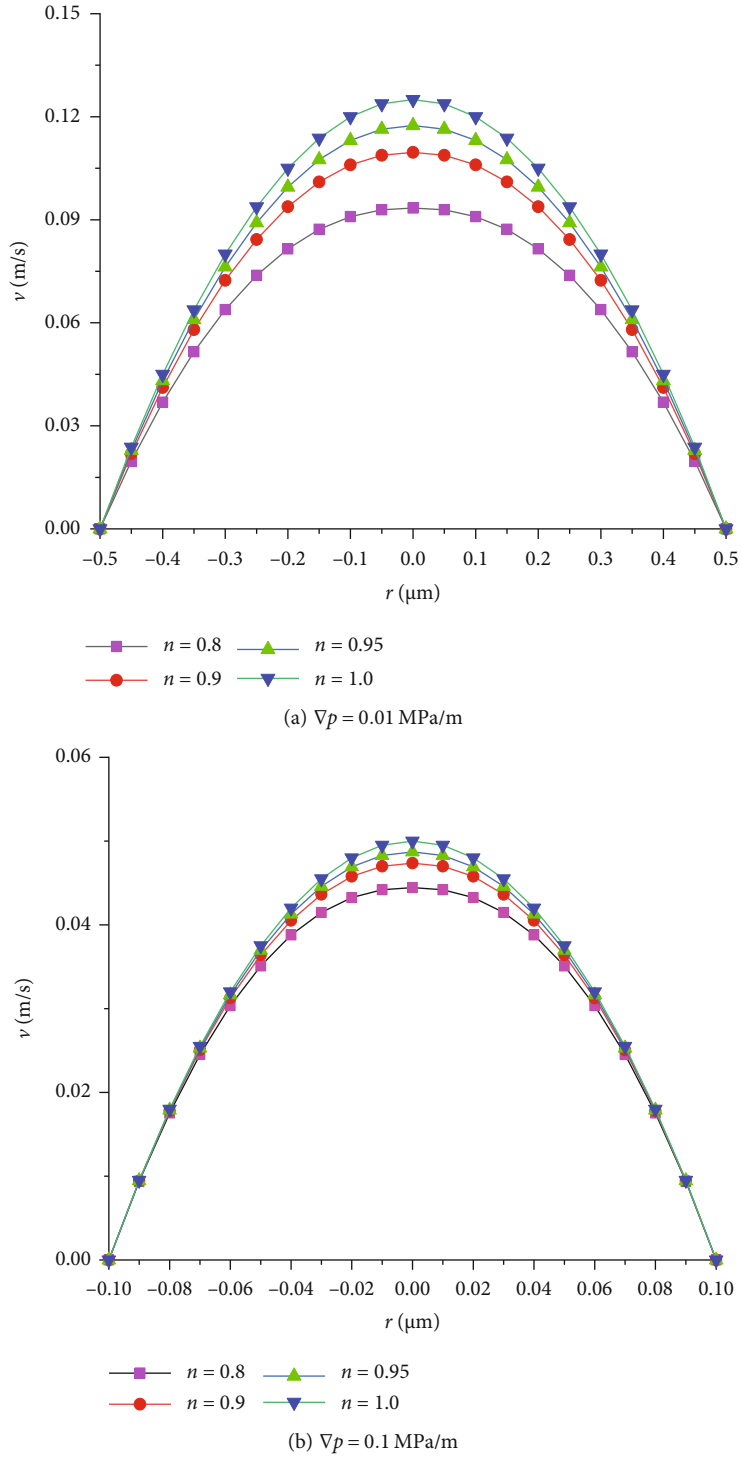 0.15
0.12
0.09
0.06
0.03
0.00
v (m/s)
−0.5 −0.4 −0.3 −0.2 −0.1 0.0 0.1 0.2 0.3 0.4 0.5
r (μm)
n = 0.8 n = 0.95
n = 0.9 n = 1.0
(a) ∇p = 0.01 MPa/m
0.06
0.04
0.02
0.00
v (m/s)
−0.10 −0.08 −0.06 −0.04 −0.02 0.00 0.02 0.04 0.06 0.08 0.10
r (μm)
n = 0.8 n = 0.95
n = 0.9 n = 1.0
(b) ∇p = 0.1 MPa/m